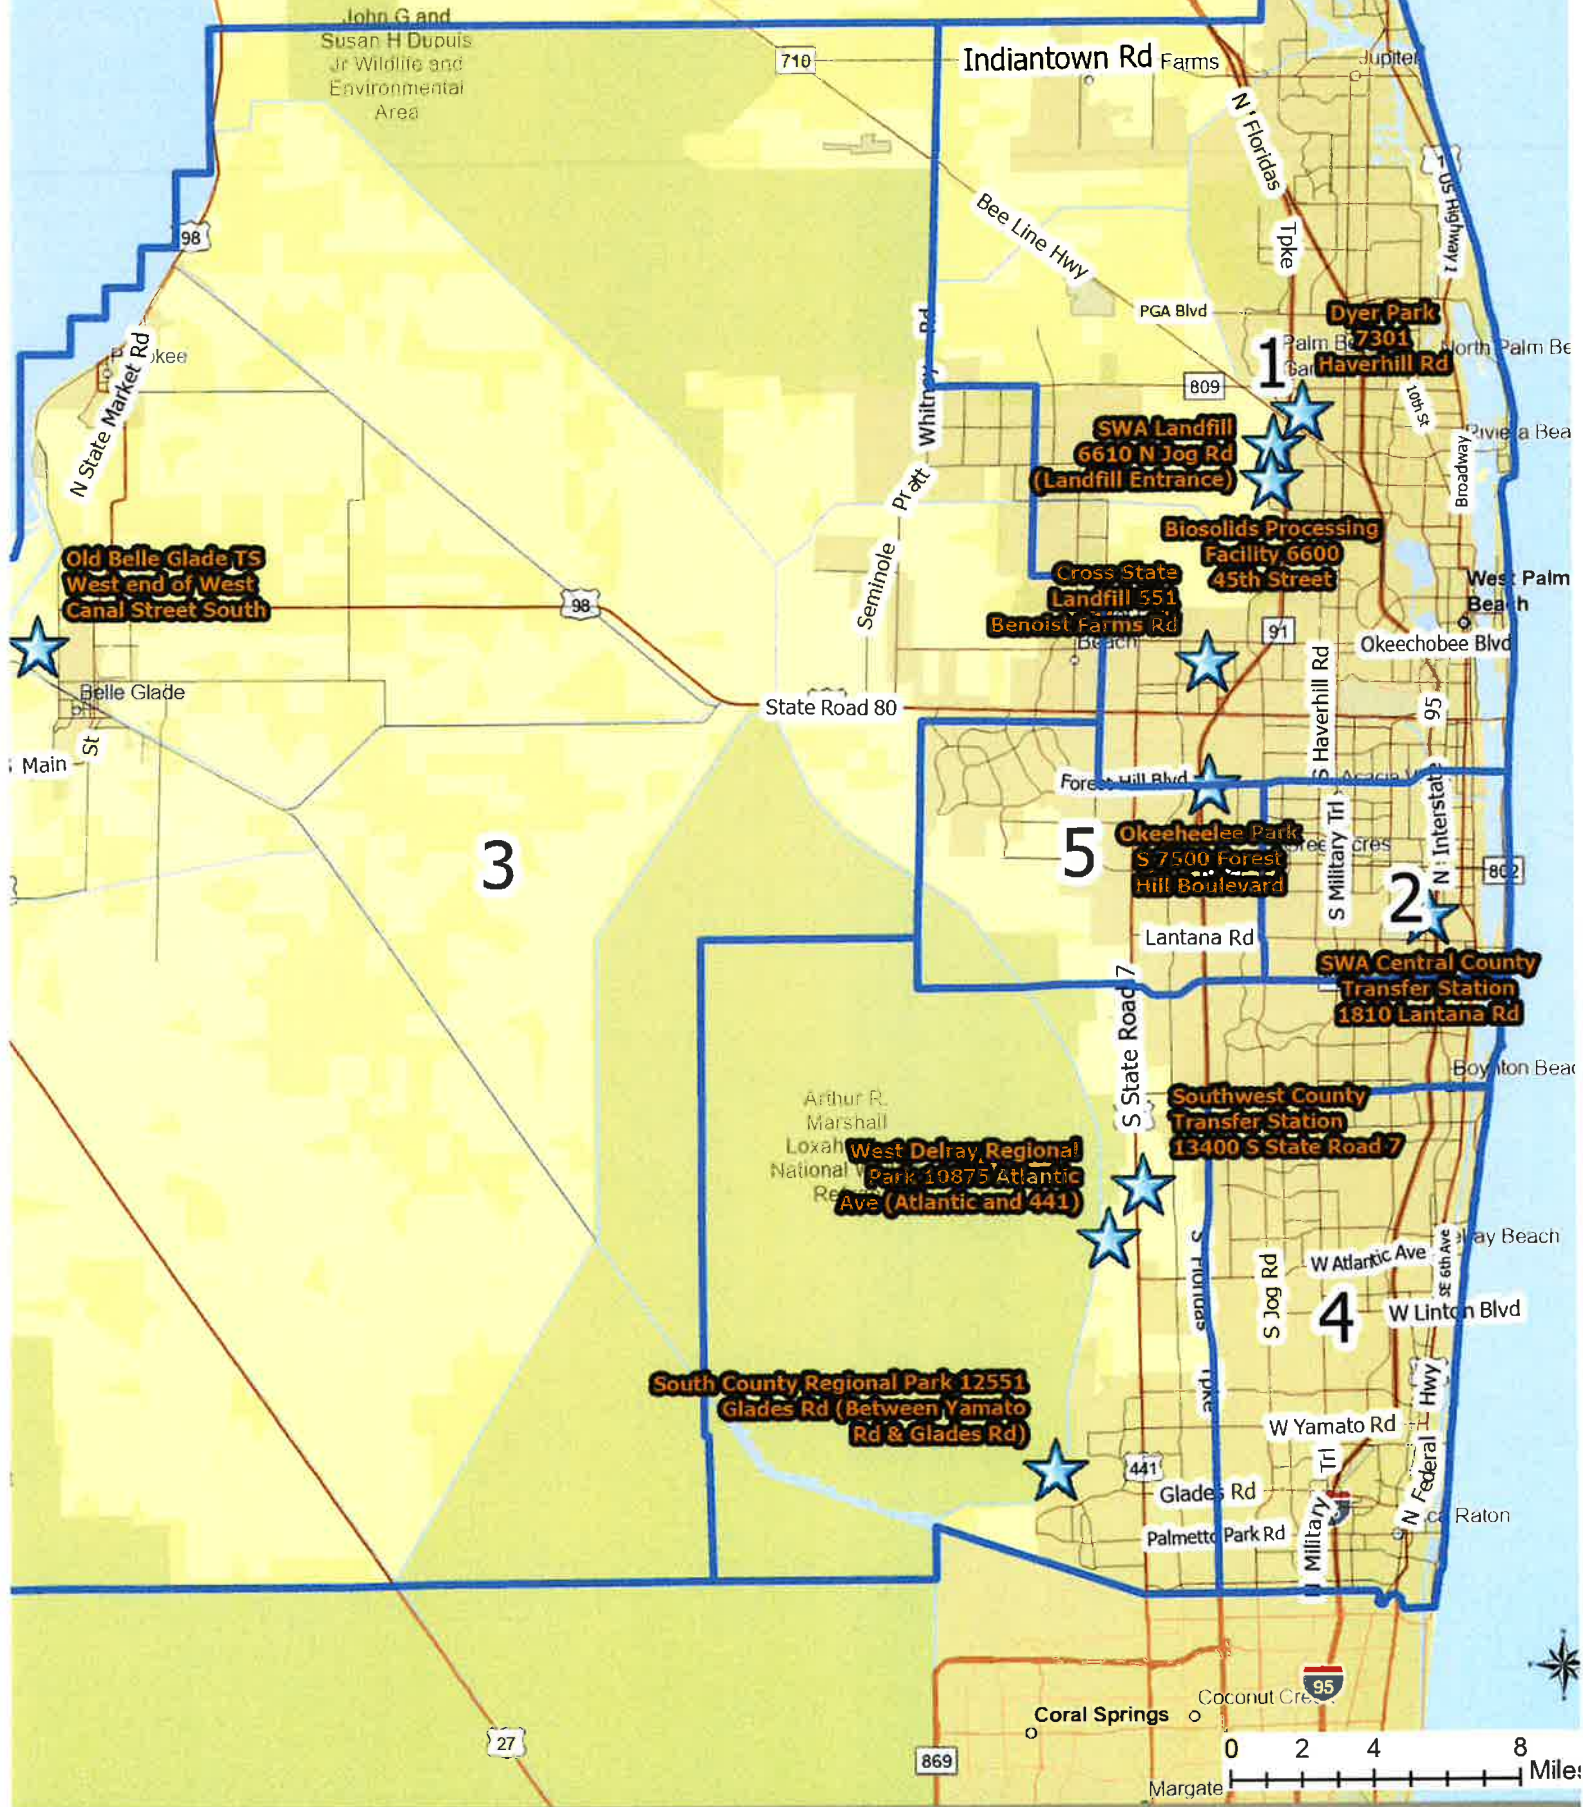 John G and
Susan H Dupuis
Jr Wildlife and
Environmental
Area
710
Indiantown Rd
Farms
Jupiter
N Floridas
Tpke
US Highway 1
98
Bee Line Hwy
PGA Blvd
Dyer Park
7301
Haverhill Rd
North Palm Be
1
809
10th St
Riviera Bea
Broadway
N State Market Rd
Seminole
Pratt
Whitney
Rd
SWA Landfill
6610 N Jog Rd
(Landfill Entrance)
Biosolids Processing
Facility 6600
45th Street
Old Belle Glade TS
West end of West
Canal Street South
98
Cross State
Landfill 551
Benoist Farms Rd
Beach
West Palm
Beach
91
Okeechobee Blvd
S Haverhill Rd
95
Belle Glade
State Road 80
S Main
St
Forest Hill Blvd
S Military Trl
N Interstate
3
5
Okeeheelee Park
S 7500 Forest
Hill Boulevard
802
2
Lantana Rd
SWA Central County
Transfer Station
1810 Lantana Rd
S State Road 7
Boynton Beac
Arthur R.
Marshall
National
Southwest County
Transfer Station
13400 S State Road 7
West Delray Regional
Park 10875 Atlantic
Ave (Atlantic and 441)
S Floridas
Tpke
S Jog Rd
W Atlantic Ave
SE 6th Ave
ay Beach
4
W Linton Blvd
South County Regional Park 12551
Glades Rd (Between Yamato
Rd & Glades Rd)
W Yamato Rd
N Federal Hwy
441
Glades Rd
N Military Trl
Palmetto Park Rd
Raton
95
Coconut Cre
Coral Springs
27
869
Margate
0 2 4 8
Miles